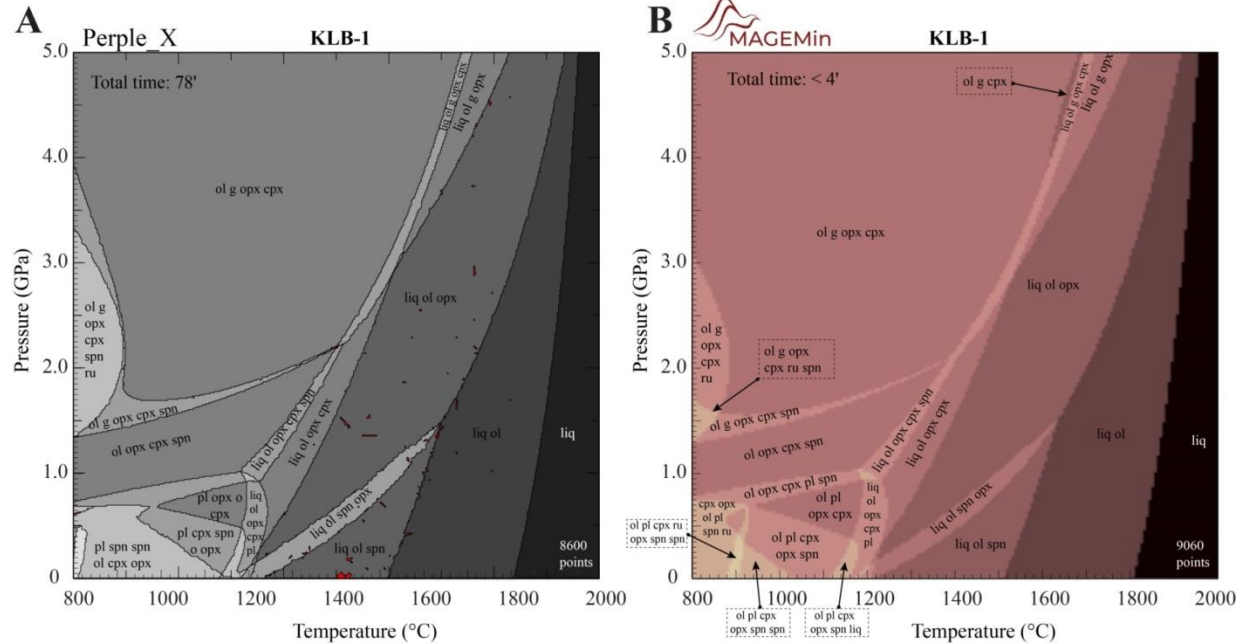 A
Perple_X
KLB-1
Total time: 78'
5.0
4.0
3.0
2.0
1.0
0
Pressure (GPa)
liq ol g opx cpx
liq ol g opx
ol g opx cpx
ol g
opx
cpx
spn
ru
liq ol opx
ol g opx cpx spn
ol opx cpx spn
liq ol opx cpx spn
liq ol opx cpx
liq ol
liq
pl opx o
cpx
liq
ol
opx
cpx
pl
pl cpx spn
o opx
liq ol spn opx
liq ol spn
pl spn spn
ol cpx opx
8600
points
800
1000
1200
1400
1600
1800
2000
Temperature (°C)
B
MAGEMin
KLB-1
Total time: < 4'
5.0
4.0
3.0
2.0
1.0
0
Pressure (GPa)
ol g cpx
liq ol g opx cpx
liq ol g opx
ol g opx cpx
liq ol opx
ol g
opx
cpx
ru
ol g opx
cpx ru spn
ol g opx cpx spn
ol opx cpx spn
liq ol opx cpx spn
liq ol opx cpx
liq ol
liq
ol opx cpx pl spn
cpx opx
ol pl
spn ru
ol pl
opx cpx
liq
ol
opx
cpx
pl
liq ol spn opx
ol pl cpx ru
opx spn spn
ol pl cpx
opx spn
liq ol spn
9060
points
800
1000
1200
1400
1600
1800
2000
ol pl cpx
opx spn spn
ol pl cpx
opx spn liq
Temperature (°C)